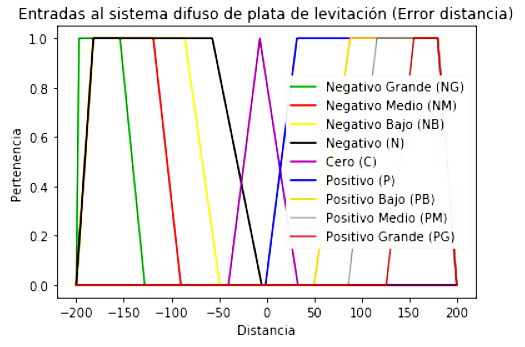 Entradas al sistema difuso de plata de levitación (Error distancia)
1.0
0.8
0.6
0.4
0.2
0.0
Pertenencia
Negativo Grande (NG)
Negativo Medio (NM)
Negativo Bajo (NB)
Negativo (N)
Cero (C)
Positivo (P)
Positivo Bajo (PB)
Positivo Medio (PM)
Positivo Grande (PG)
−200 −150 −100 −50 0 50 100 150 200
Distancia